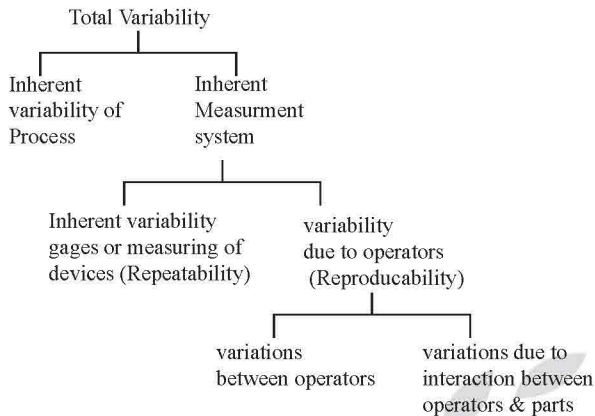 Total Variability
Inherent
variability of
Process
Inherent
Measurment
system
Inherent variability
gages or measuring of
devices (Repeatability)
variability
due to operators
(Reproducability)
variations
between operators
variations due to
interaction between
operators & parts